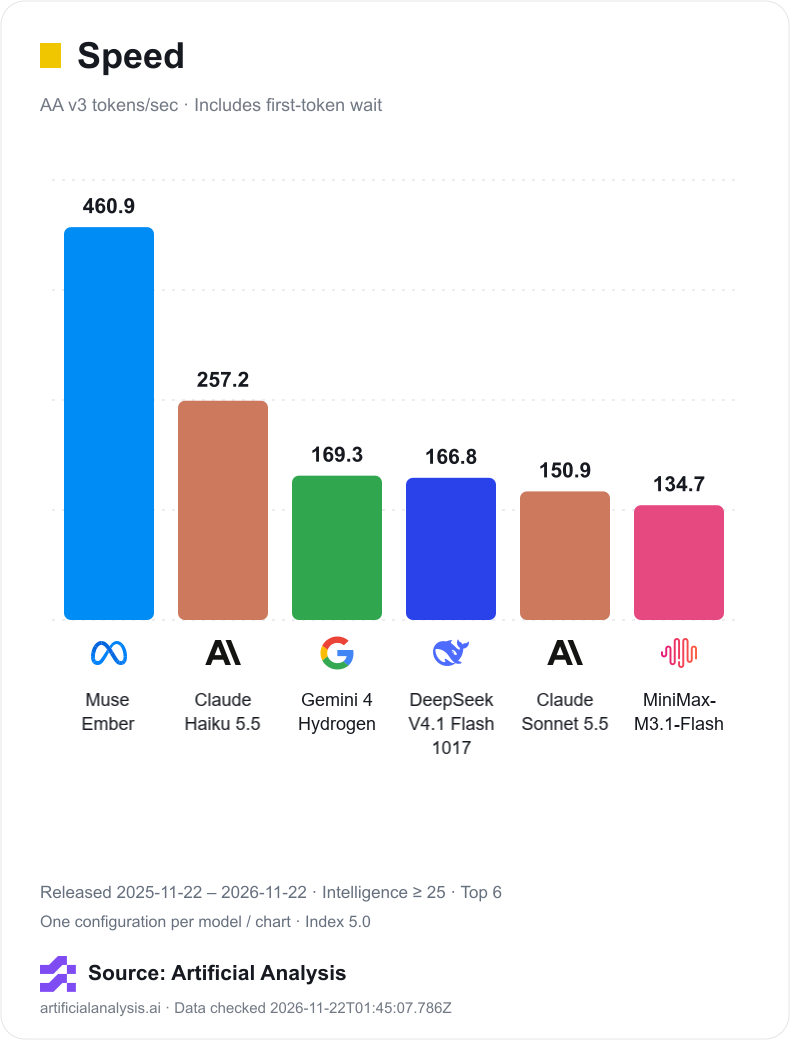 Speed
AA v3 tokens/sec · Includes first-token wait
460.9
257.2
169.3
166.8
150.9
134.7
Muse
Ember
Claude
Haiku 5.5
Gemini 4
Hydrogen
DeepSeek
V4.1 Flash
1017
Claude
Sonnet 5.5
MiniMax-
M3.1-Flash
Released 2025-11-22 – 2026-11-22 · Intelligence ≥ 25 · Top 6
One configuration per model / chart · Index 5.0
Source: Artificial Analysis
artificialanalysis.ai · Data checked 2026-11-22T01:45:07.786Z